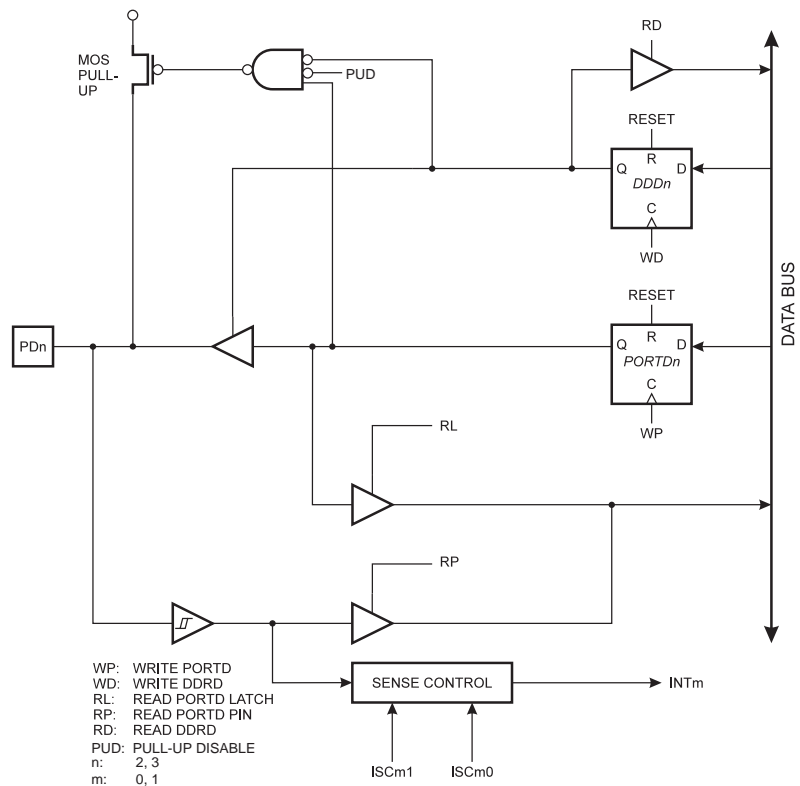 RD
MOS
PULL-
UP
PUD
RESET
R
Q
D
DDDn
C
WD
DATA BUS
RESET
R
PDn
Q
D
PORTDn
C
WP
RL
RP
WP: WRITE PORTD
WD: WRITE DDRD
RL: READ PORTD LATCH
RP: READ PORTD PIN
RD: READ DDRD
PUD: PULL-UP DISABLE
n: 2, 3
m: 0, 1
SENSE CONTROL
INTm
ISCm1
ISCm0